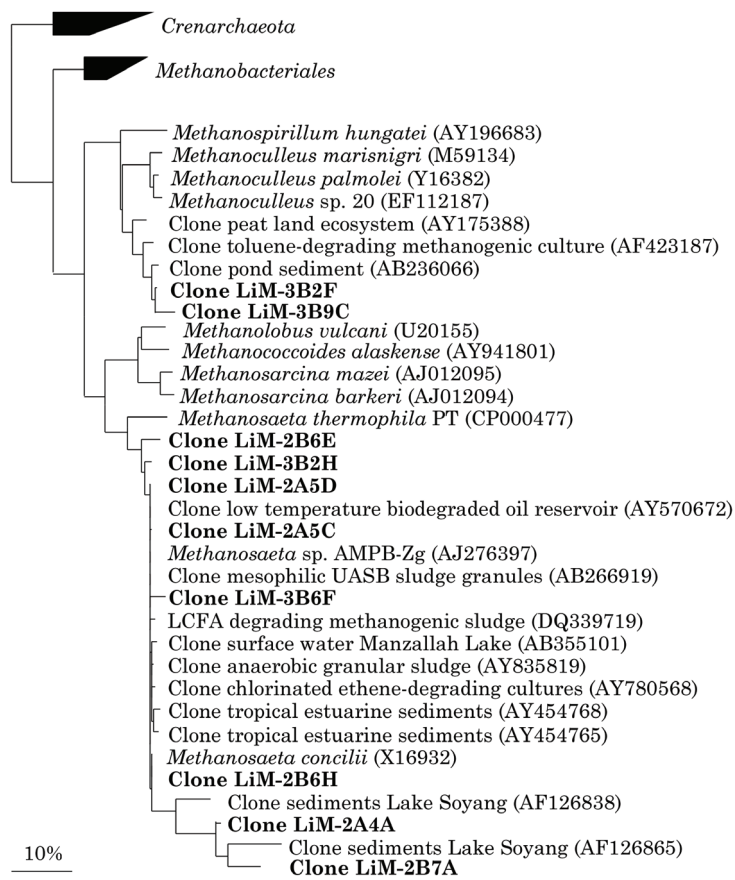 Crenarchaeota
Methanobacteriales
Methanospirillum hungatei (AY196683)
Methanoculleus marisnigri (M59134)
Methanoculleus palmolei (Y16382)
Methanoculleus sp. 20 (EF112187)
Clone peat land ecosystem (AY175388)
Clone toluene-degrading methanogenic culture (AF423187)
Clone pond sediment (AB236066)
Clone LiM-3B2F
Clone LiM-3B9C
Methanolobus vulcani (U20155)
Methanococcoides alaskense (AY941801)
Methanosarcina mazei (AJ012095)
Methanosarcina barkeri (AJ012094)
Methanosaeta thermophila PT (CP000477)
Clone LiM-2B6E
Clone LiM-3B2H
Clone LiM-2A5D
Clone low temperature biodegraded oil reservoir (AY570672)
Clone LiM-2A5C
Methanosaeta sp. AMPB-Zg (AJ276397)
Clone mesophilic UASB sludge granules (AB266919)
Clone LiM-3B6F
LCFA degrading methanogenic sludge (DQ339719)
Clone surface water Manzallah Lake (AB355101)
Clone anaerobic granular sludge (AY835819)
Clone chlorinated ethene-degrading cultures (AY780568)
Clone tropical estuarine sediments (AY454768)
Clone tropical estuarine sediments (AY454765)
Methanosaeta concilii (X16932)
Clone LiM-2B6H
Clone sediments Lake Soyang (AF126838)
Clone LiM-2A4A
Clone sediments Lake Soyang (AF126865)
Clone LiM-2B7A
10%